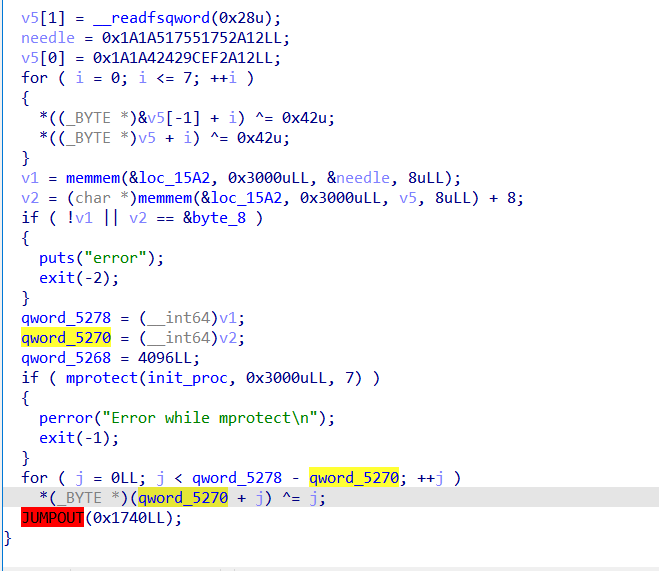 v5[1] = __readfsqword(0x28u);
needle = 0x1A1A517551752A12LL;
v5[0] = 0x1A1A42429CEF2A12LL;
for ( i = 0; i <= 7; ++i )
{
*((_BYTE *)&v5[-1] + i) ^= 0x42u;
*((_BYTE *)v5 + i) ^= 0x42u;
}
v1 = memmem(&loc_15A2, 0x3000uLL, &needle, 8uLL);
v2 = (char *)memmem(&loc_15A2, 0x3000uLL, v5, 8uLL) + 8;
if ( !v1 || v2 == &byte_8 )
{
puts("error");
exit(-2);
}
qword_5278 = (__int64)v1;
qword_5270 = (__int64)v2;
qword_5268 = 4096LL;
if ( mprotect(init_proc, 0x3000uLL, 7) )
{
perror("Error while mprotect\n");
exit(-1);
}
for ( j = 0LL; j < qword_5278 - qword_5270; ++j )
*(_BYTE *)(qword_5270 + j) ^= j;
JUMPOUT(0x1740LL);
}